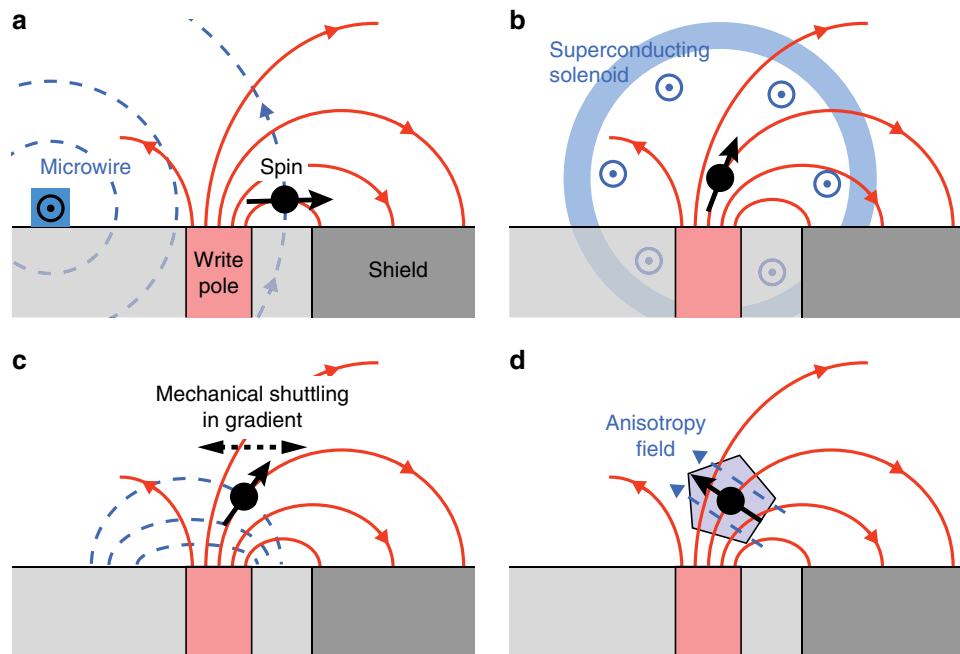 a
Microwire
Spin
Write
pole
Shield
b
Superconducting
solenoid
c
Mechanical shuttling
in gradient
d
Anisotropy
field